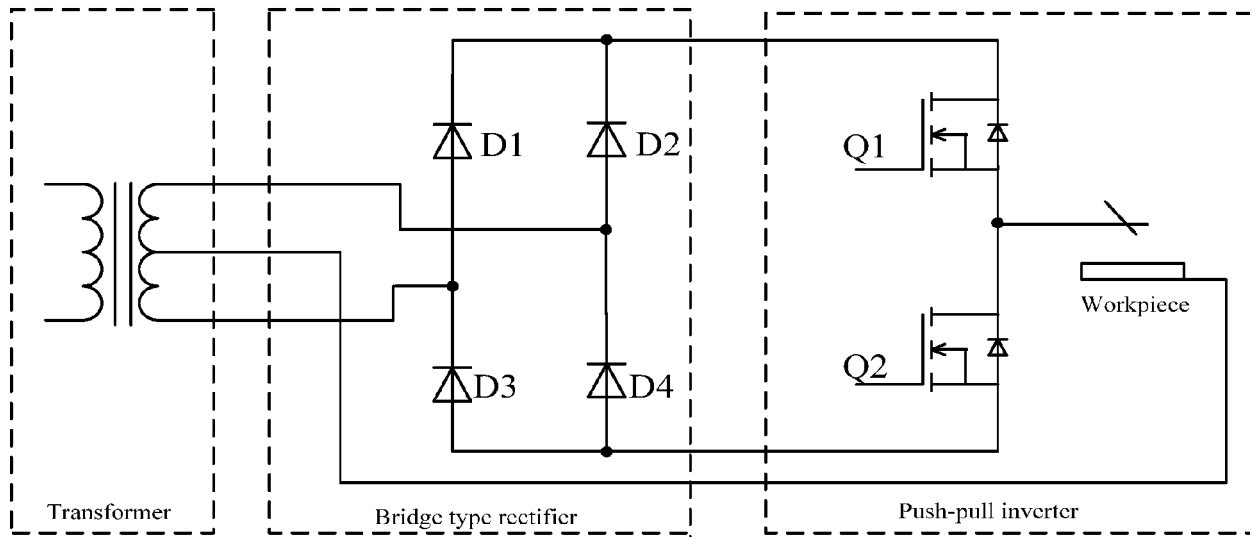 D1
D2
Q1
Workpiece
Q2
D3
D4
Transformer
Bridge type rectifier
Push-pull inverter